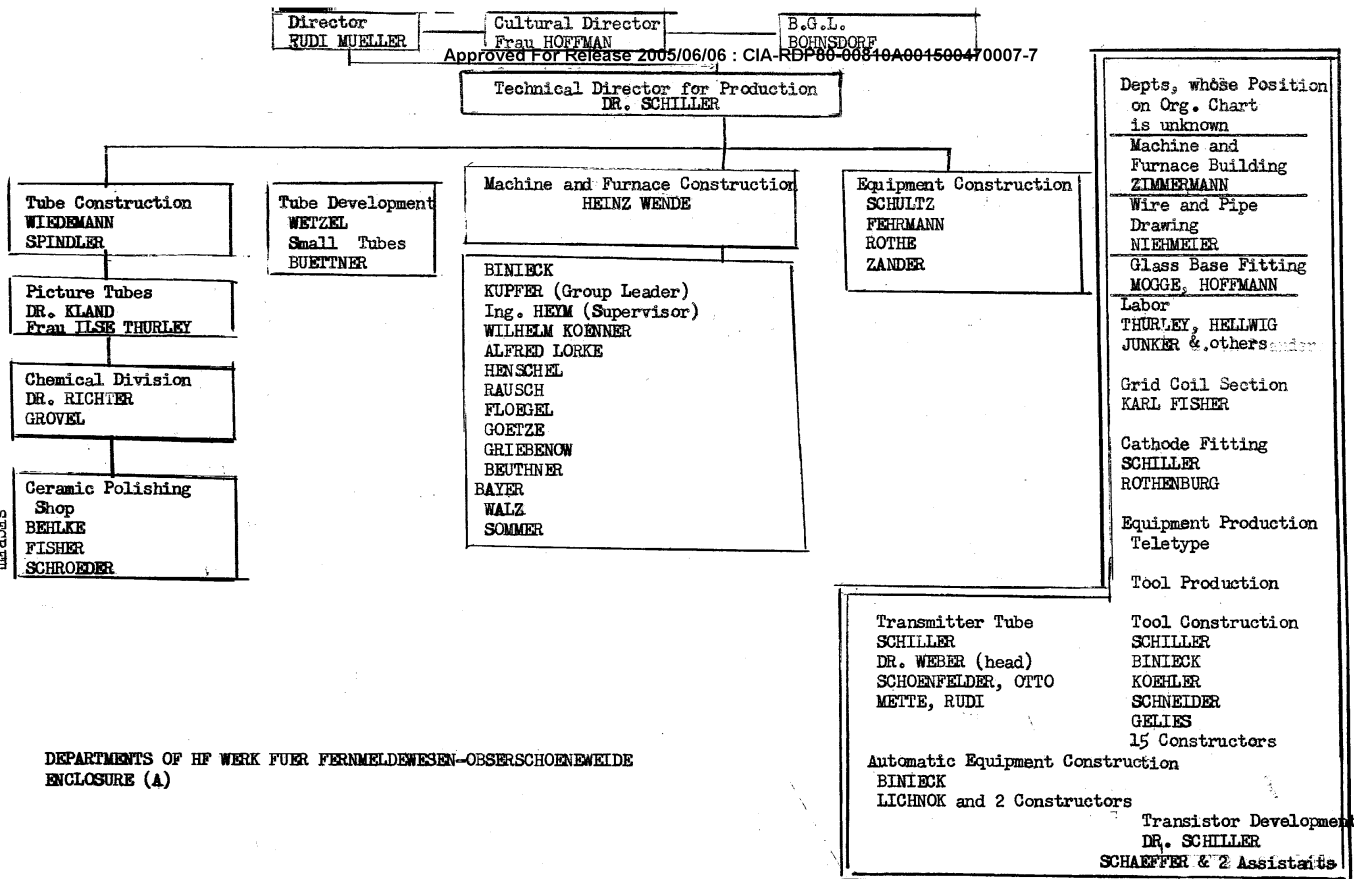 Director
RUDI MUELLER
Cultural Director
Frau HOFFMAN
B.G.L.
BOHNSDORF
Approved For Release 2005/06/06 : CIA-RDP80-00810A001500470007-7
Technical Director for Production
DR. SCHILLER
Tube Construction
WIEDEMANN
SPINDLER
Picture Tubes
DR. KLAND
Frau ILSE THURLEY
Chemical Division
DR. RICHTER
GROVEL
Ceramic Polishing
Shop
BEHLKE
FISHER
SCHROEDER
Tube Development
WETZEL
Small Tubes
BUETTNER
Machine and Furnace Construction
HEINZ WENDE
BINIECK
KUPFER (Group Leader)
Ing. HEYM (Supervisor)
WILHELM KOENNER
ALFRED LORKE
HENSCHEL
RAUSCH
FLOEGEL
GOETZE
GRIEBENOW
BEUTHNER
BAYER
WALZ
SOMMER
Equipment Construction
SCHULTZ
FEHRMANN
ROTHE
ZANDER
Depts, whose Position
on Org. Chart
is unknown
Machine and
Furnace Building
ZIMMERMANN
Wire and Pipe
Drawing
NIEHMEIER
Glass Base Fitting
MOGGE, HOFFMANN
Labor
THURLEY, HELLWIG
JUNKER & others
Grid Coil Section
KARL FISHER
Cathode Fitting
SCHILLER
ROTHENBURG
Equipment Production
Teletype
Tool Production
Tool Construction
SCHILLER
BINIECK
KOEHLER
SCHNEIDER
GELIES
15 Constructors
Transmitter Tube
SCHILLER
DR. WEBER (head)
SCHOENFELDER, OTTO
METTE, RUDI
Automatic Equipment Construction
BINIECK
LICHNOK and 2 Constructors
Transistor Development
DR. SCHILLER
SCHAEFFER & 2 Assistants
DEPARTMENTS OF HF WERK FUER FERNMELDEWESEN-OBSERSCHOENEWEIDE
ENCLOSURE (A)